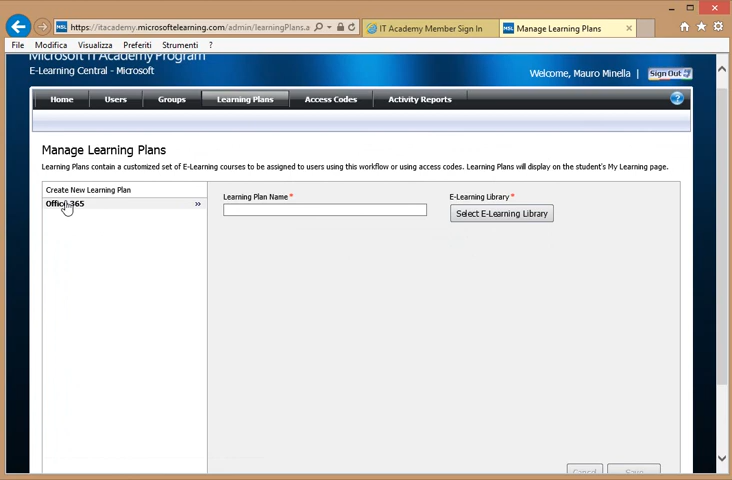 https://itacademy.microsoftelearning.com/admin/learningPlans.a
MSL
IT Academy Member Sign In
MSL
Manage Learning Plans
File Modifica Visualizza Preferiti Strumenti ?
Microsoft IT Academy Program
E-Learning Central - Microsoft
Welcome, Mauro Minella | Sign Out
Home Users Groups Learning Plans Access Codes Activity Reports ?
Manage Learning Plans
Learning Plans contain a customized set of E-Learning courses to be assigned to users using this workflow or using access codes. Learning Plans will display on the student's My Learning page.
Create New Learning Plan
Office 365 »
Learning Plan Name *
E-Learning Library *
Select E-Learning Library
Cancel Save